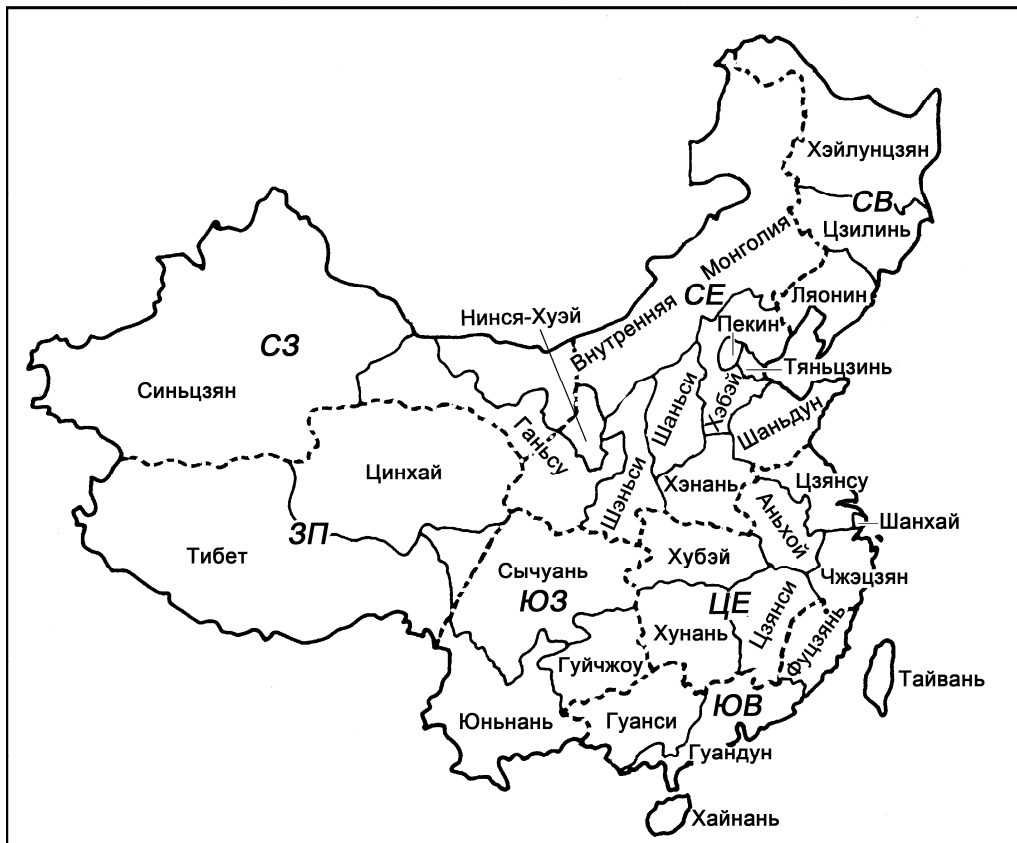 Хэйлунцзян
СВ
Цзилинь
Внутренняя Монголия
СЕ
Ляонин
Нинся-Хуэй
Пекин
СЗ
Тяньцзинь
Синьцзян
Шаньси
Хэбэй
Шаньдун
Ганьсу
Цинхай
Шэньси
Хэнань
Цзянсу
Аньхой
Шанхай
ЗП
Тибет
Сычуань
Хубэй
Чжэцзян
ЮЗ
ЦЕ
Цзянси
Хунань
Фуцзянь
Гуйчжоу
Тайвань
ЮВ
Юньнань
Гуанси
Гуандун
Хайнань